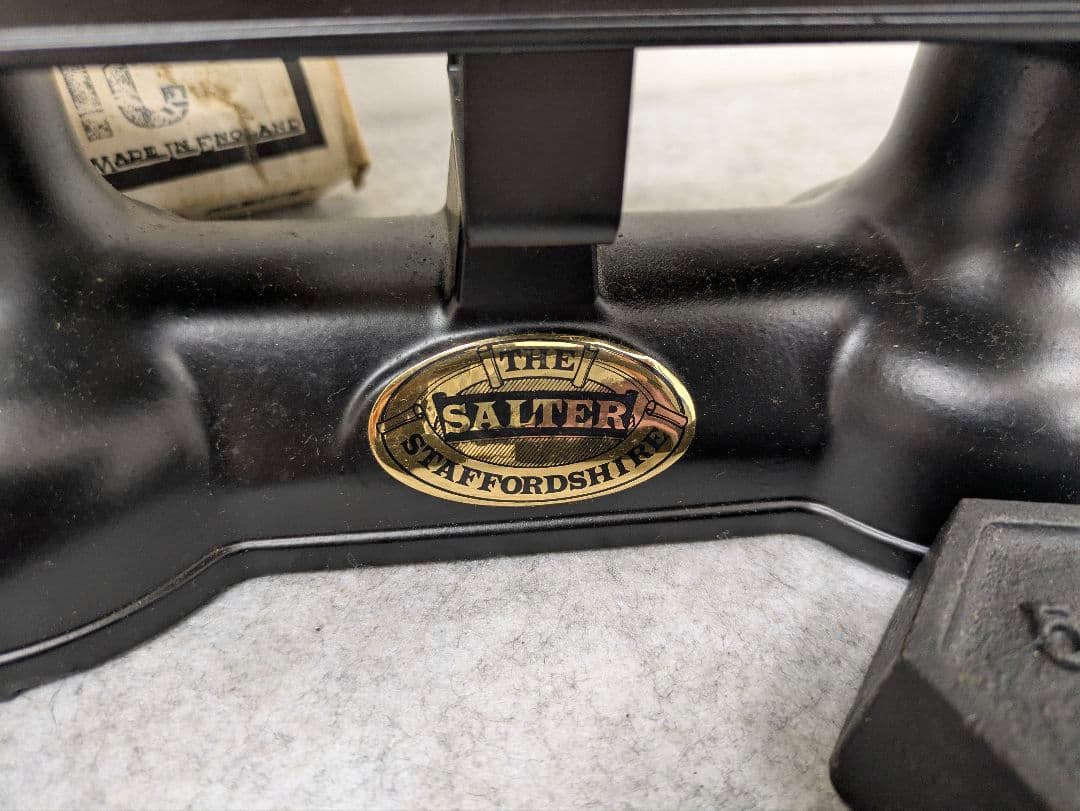 MADE IN ENGLAND
THE
SALTER
STAFFORDSHIRE